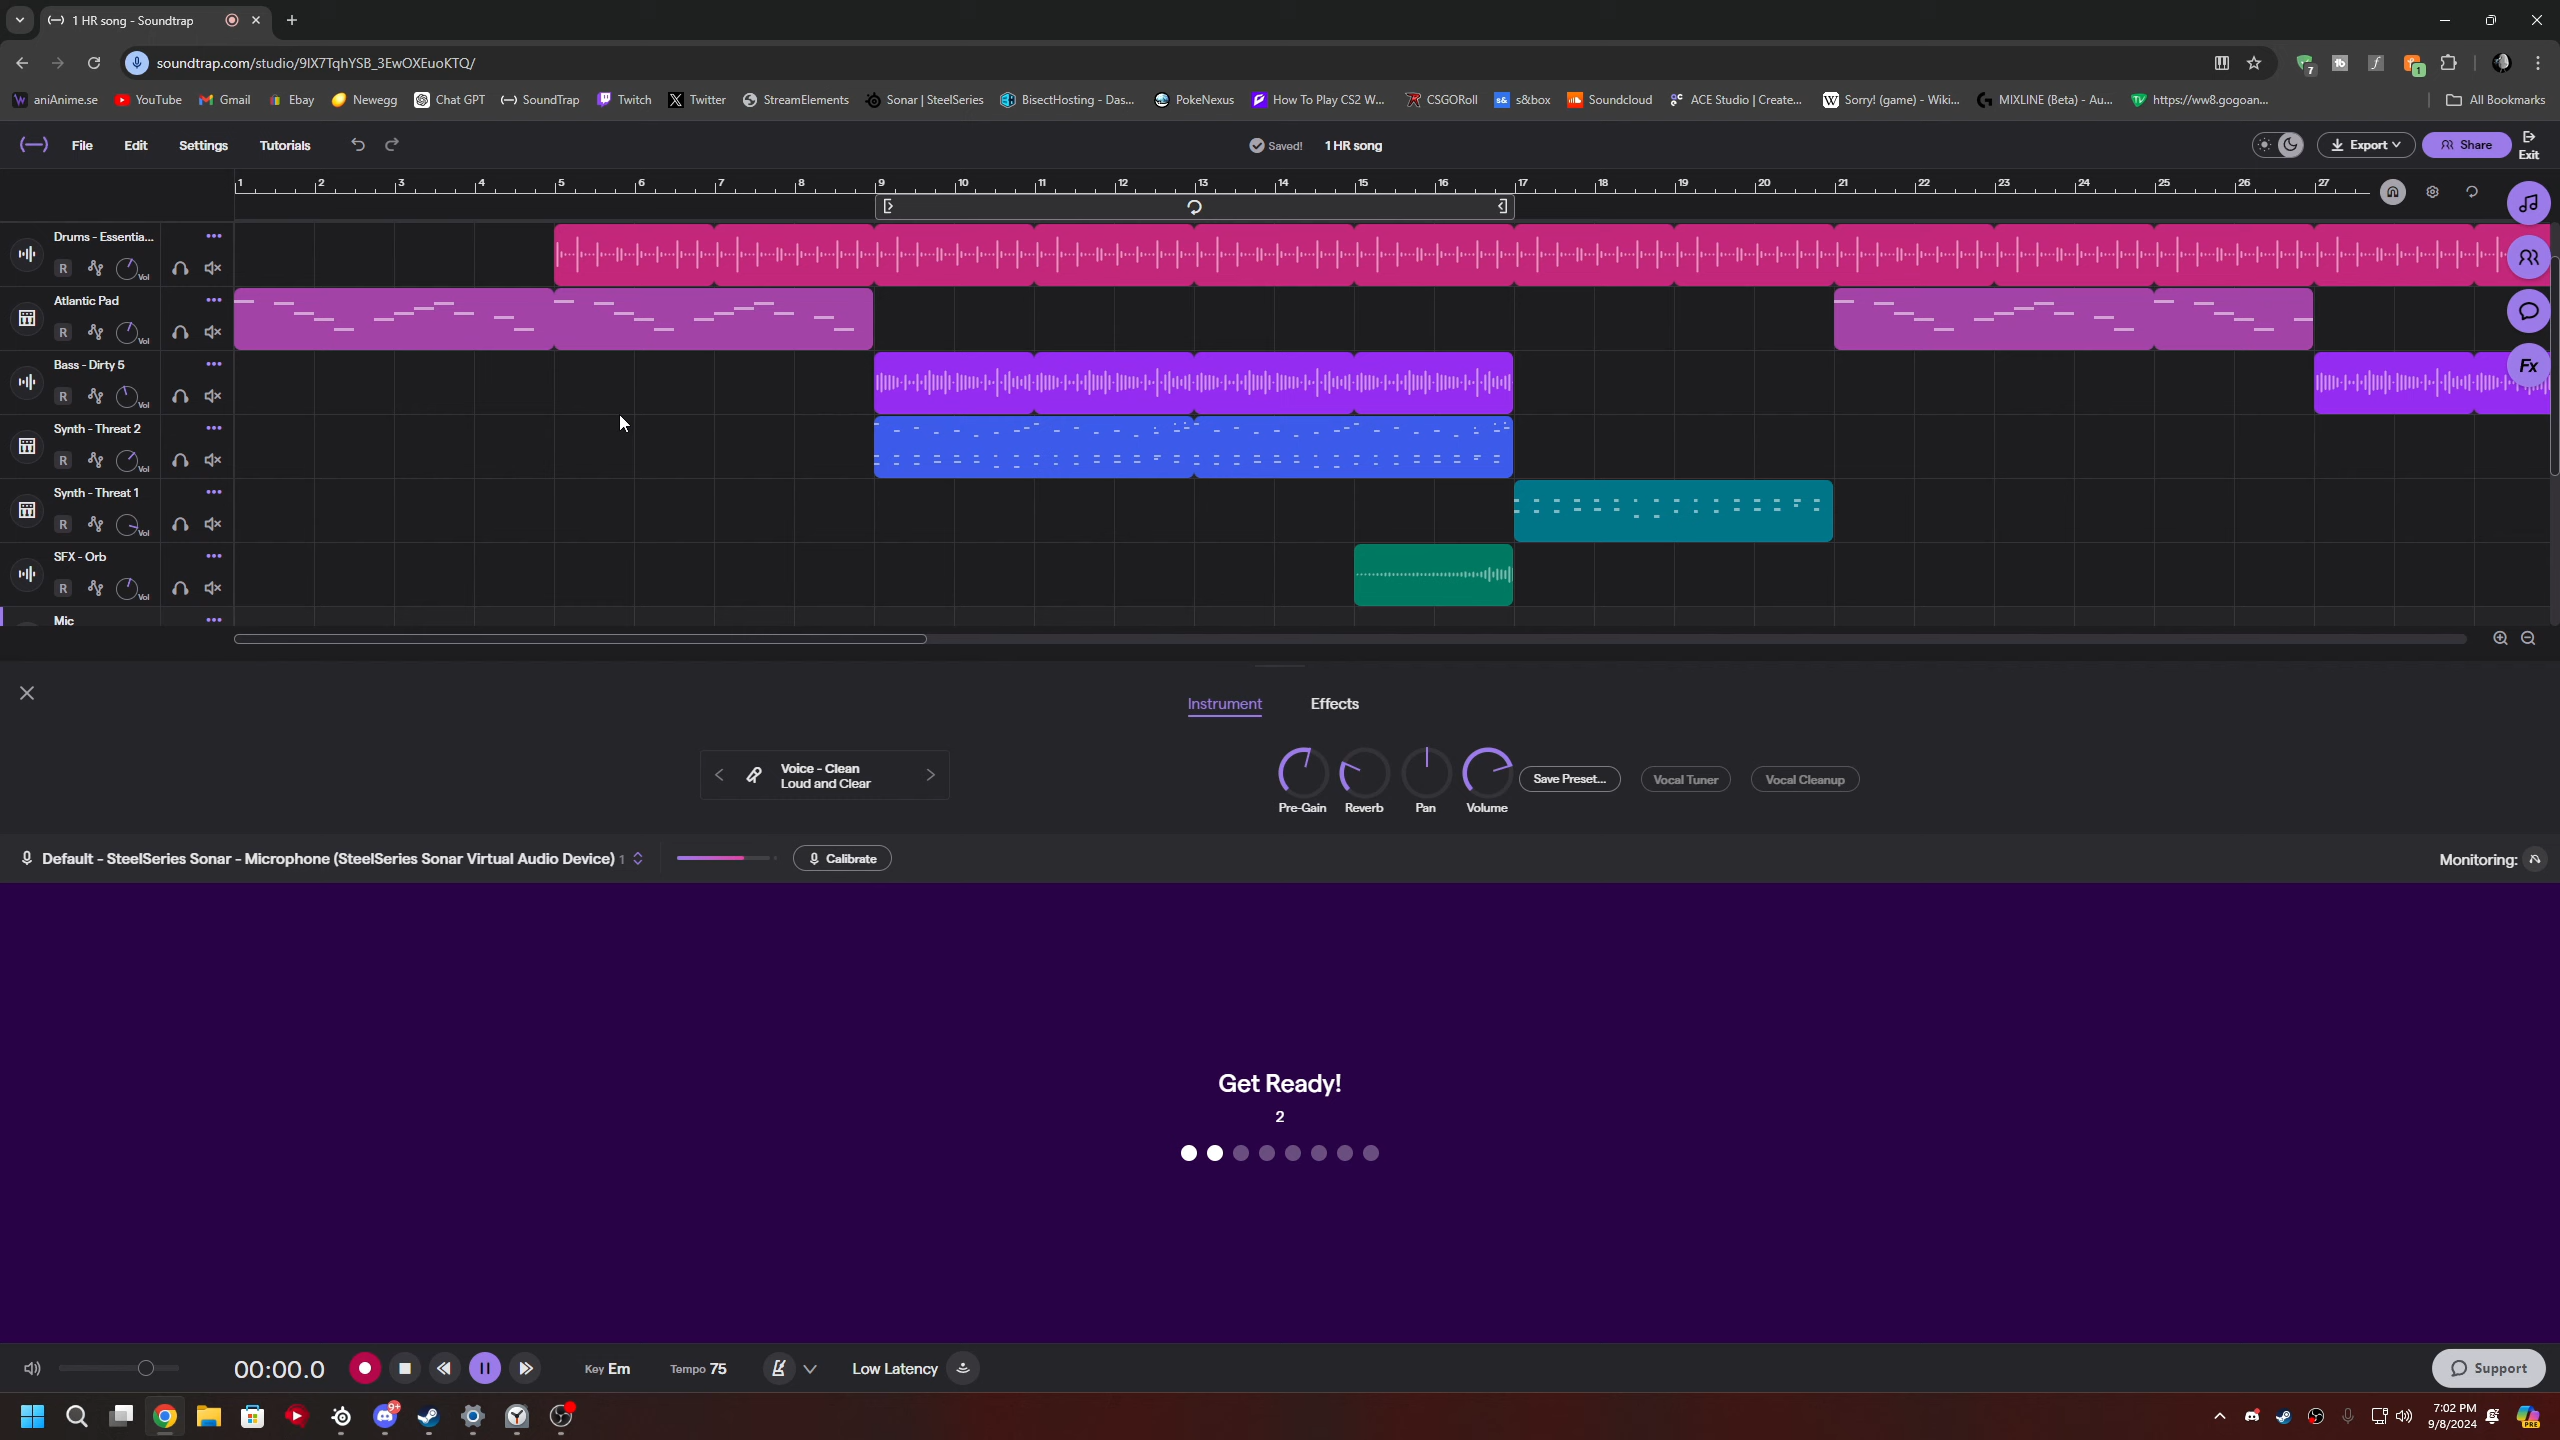 1 HR song - Soundtrap
soundtrap.com/studio/9IX7TqhYSB_3EwOXEuoKTQ/
7
1
aniAnime.se YouTube Gmail Ebay Newegg Chat GPT SoundTrap Twitch Twitter StreamElements Sonar | SteelSeries BisectHosting - Das... PokeNexus How To Play CS2 W... CSGORoll s&box Soundcloud ACE Studio | Create... Sorry! (game) - Wiki... MIXLINE (Beta) - Au... https://ww8.gogoan... All Bookmarks
File Edit Settings Tutorials Saved! 1 HR song Export Share Exit
1 2 3 4 5 6 7 8 9 10 11 12 13 14 15 16 17 18 19 20 21 22 23 24 25 26 27
Drums - Essentia...
R Vol
Atlantic Pad
R Vol
Bass - Dirty 5
R Vol
Fx
Synth - Threat 2
R Vol
Synth - Threat 1
R Vol
SFX - Orb
R Vol
Mic
Instrument Effects
Voice - Clean
Loud and Clear
Pre-Gain Reverb Pan Volume
Save Preset... Vocal Tuner Vocal Cleanup
Default - SteelSeries Sonar - Microphone (SteelSeries Sonar Virtual Audio Device) 1 Calibrate Monitoring:
Get Ready!
2
00:00.0 Key Em Tempo 75 Low Latency Support
9+
7:02 PM
9/8/2024
PRE